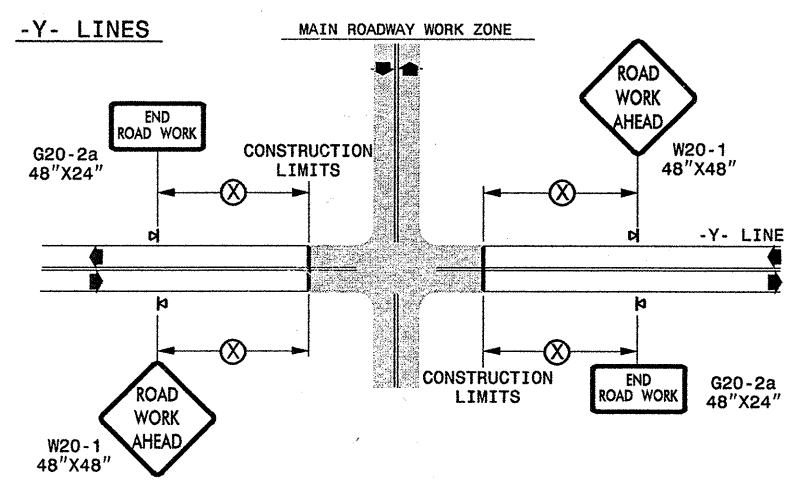 -Y- LINES
MAIN ROADWAY WORK ZONE
END
ROAD WORK
G20-2a
48"X24"
CONSTRUCTION
LIMITS
X
ROAD
WORK
AHEAD
W20-1
48"X48"
X
-Y- LINE
X
ROAD
WORK
AHEAD
W20-1
48"X48"
X
CONSTRUCTION
LIMITS
END
ROAD WORK
G20-2a
48"X24"